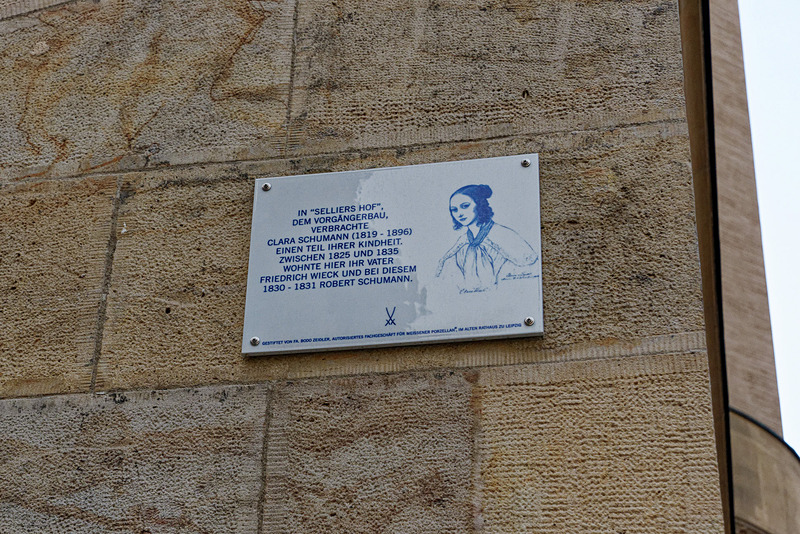 IN "SELLIERS HOF",
DEM VORGÄNGERBAU,
VERBRACHTE
CLARA SCHUMANN (1819 - 1896)
EINEN TEIL IHRER KINDHEIT.
ZWISCHEN 1825 UND 1835
WOHNTE HIER IHR VATER
FRIEDRICH WIECK UND BEI DIESEM
1830 - 1831 ROBERT SCHUMANN.
GESTIFTET VON FA. BODO ZEIDLER, AUTORISIERTES FACHGESCHÄFT FÜR MEISSENER PORZELLAN®, IM ALTEN RATHAUS ZU LEIPZIG